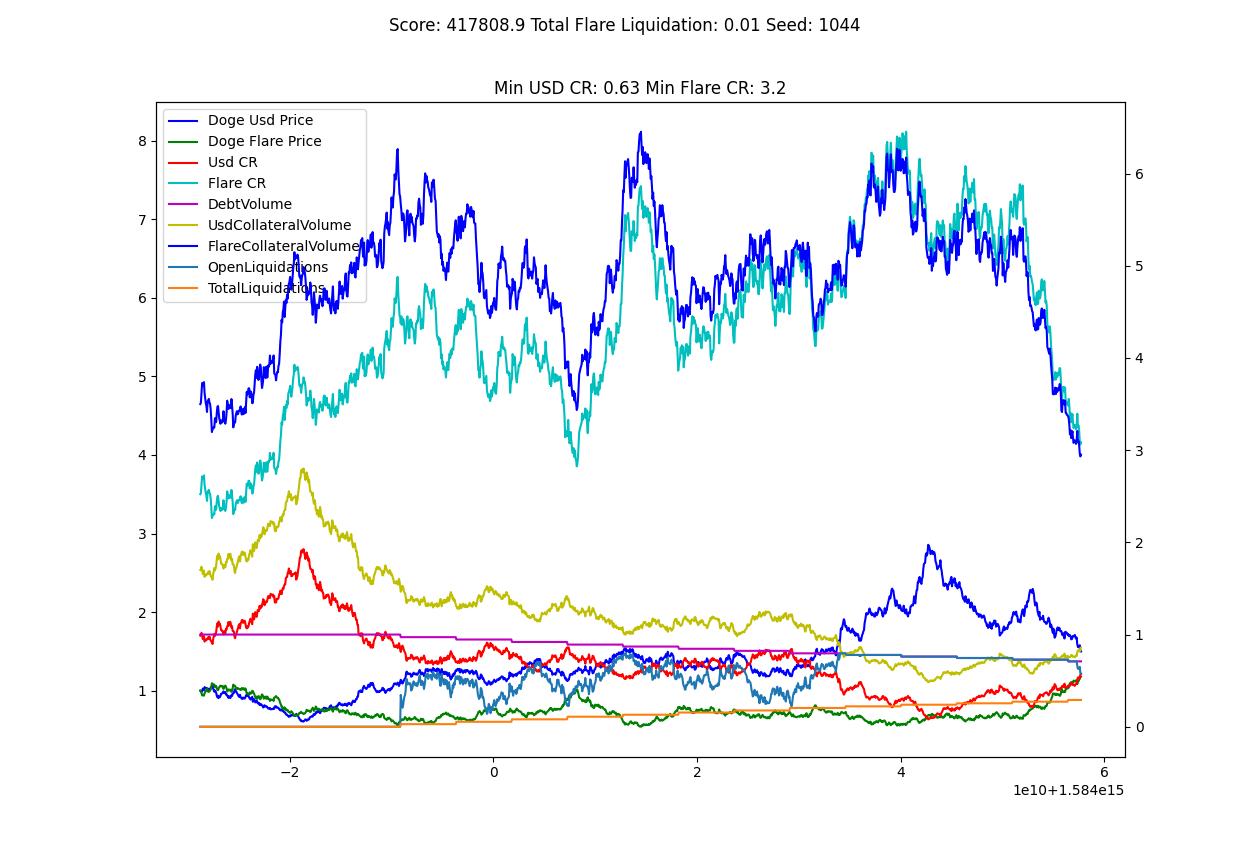 Score: 417808.9 Total Flare Liquidation: 0.01 Seed: 1044
Min USD CR: 0.63 Min Flare CR: 3.2
Doge Usd Price
Doge Flare Price
Usd CR
Flare CR
DebtVolume
UsdCollateralVolume
FlareCollateralVolume
OpenLiquidations
TotalLiquidations
8
7
6
5
4
3
2
1
6
5
4
3
2
1
0
−2
0
2
4
6
1e10+1.584e15